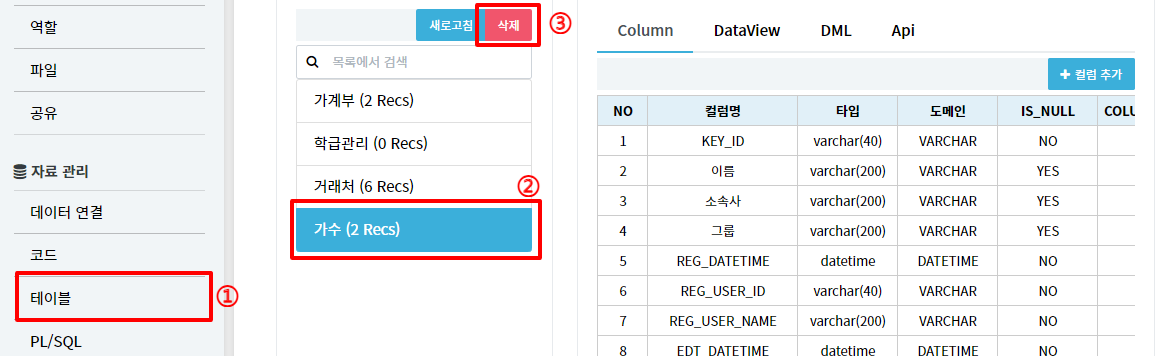 역할
파일
공유
자료 관리
데이터 연결
코드
테이블
①
PL/SQL
새로고침 삭제
③
목록에서 검색
가계부 (2 Recs)
학급관리 (0 Recs)
거래처 (6 Recs)
②
가수 (2 Recs)
Column DataView DML Api
컬럼 추가
NO 컬럼명 타입 도메인 IS_NULL COLU
1 KEY_ID varchar(40) VARCHAR NO
2 이름 varchar(200) VARCHAR YES
3 소속사 varchar(200) VARCHAR YES
4 그룹 varchar(200) VARCHAR YES
5 REG_DATETIME datetime DATETIME NO
6 REG_USER_ID varchar(40) VARCHAR NO
7 REG_USER_NAME varchar(200) VARCHAR NO
8 EDT_DATETIME datetime DATETIME NO